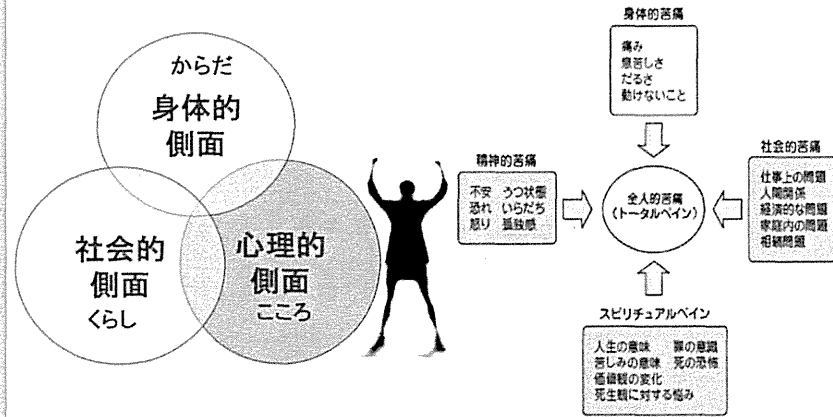 からだ
身体的
側面
社会的
側面
くらし
心理的
側面
こころ
身体的苦痛
痛み
息苦しさ
だるさ
動けないこと
精神的苦痛
不安 うつ状態
恐れ いらだち
怒り 孤独感
全人的苦痛
(トータルペイン)
社会的苦痛
仕事上の問題
人間関係
経済的な問題
家庭内の問題
相続問題
スピリチュアルペイン
人生の意味 罪の意識
苦しみの意味 死の恐怖
価値観の変化
死生観に対する悩み